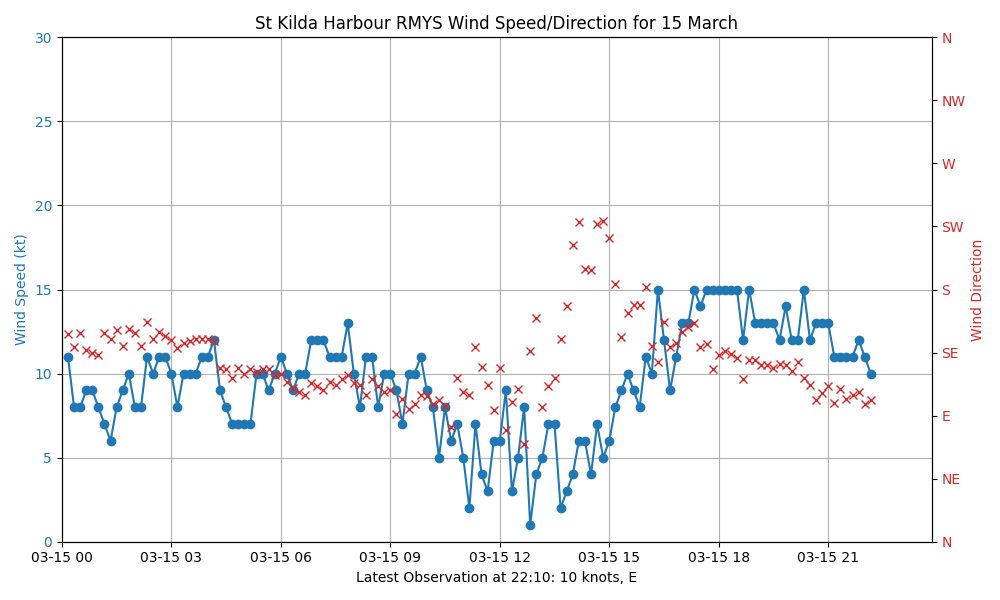 St Kilda Harbour RMYS Wind Speed/Direction for 15 March
30
25
20
15
10
5
0
Wind Speed (kt)
N
NW
W
SW
S
SE
E
NE
N
Wind Direction
03-15 00
03-15 03
03-15 06
03-15 09
03-15 12
03-15 15
03-15 18
03-15 21
Latest Observation at 22:10: 10 knots, E